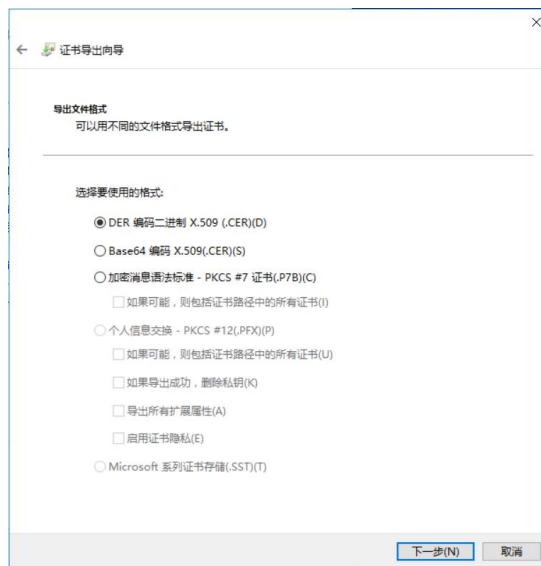 证书导出向导
导出文件格式
可以用不同的文件格式导出证书。
选择要使用的格式:
DER 编码二进制 X.509 (.CER)(D)
Base64 编码 X.509(.CER)(S)
加密消息语法标准 - PKCS #7 证书(.P7B)(C)
如果可能，则包括证书路径中的所有证书(I)
个人信息交换 - PKCS #12(.PFX)(P)
如果可能，则包括证书路径中的所有证书(U)
如果导出成功，删除私钥(K)
导出所有扩展属性(A)
启用证书隐私(E)
Microsoft 系列证书存储(.SST)(T)
下一步(N)
取消